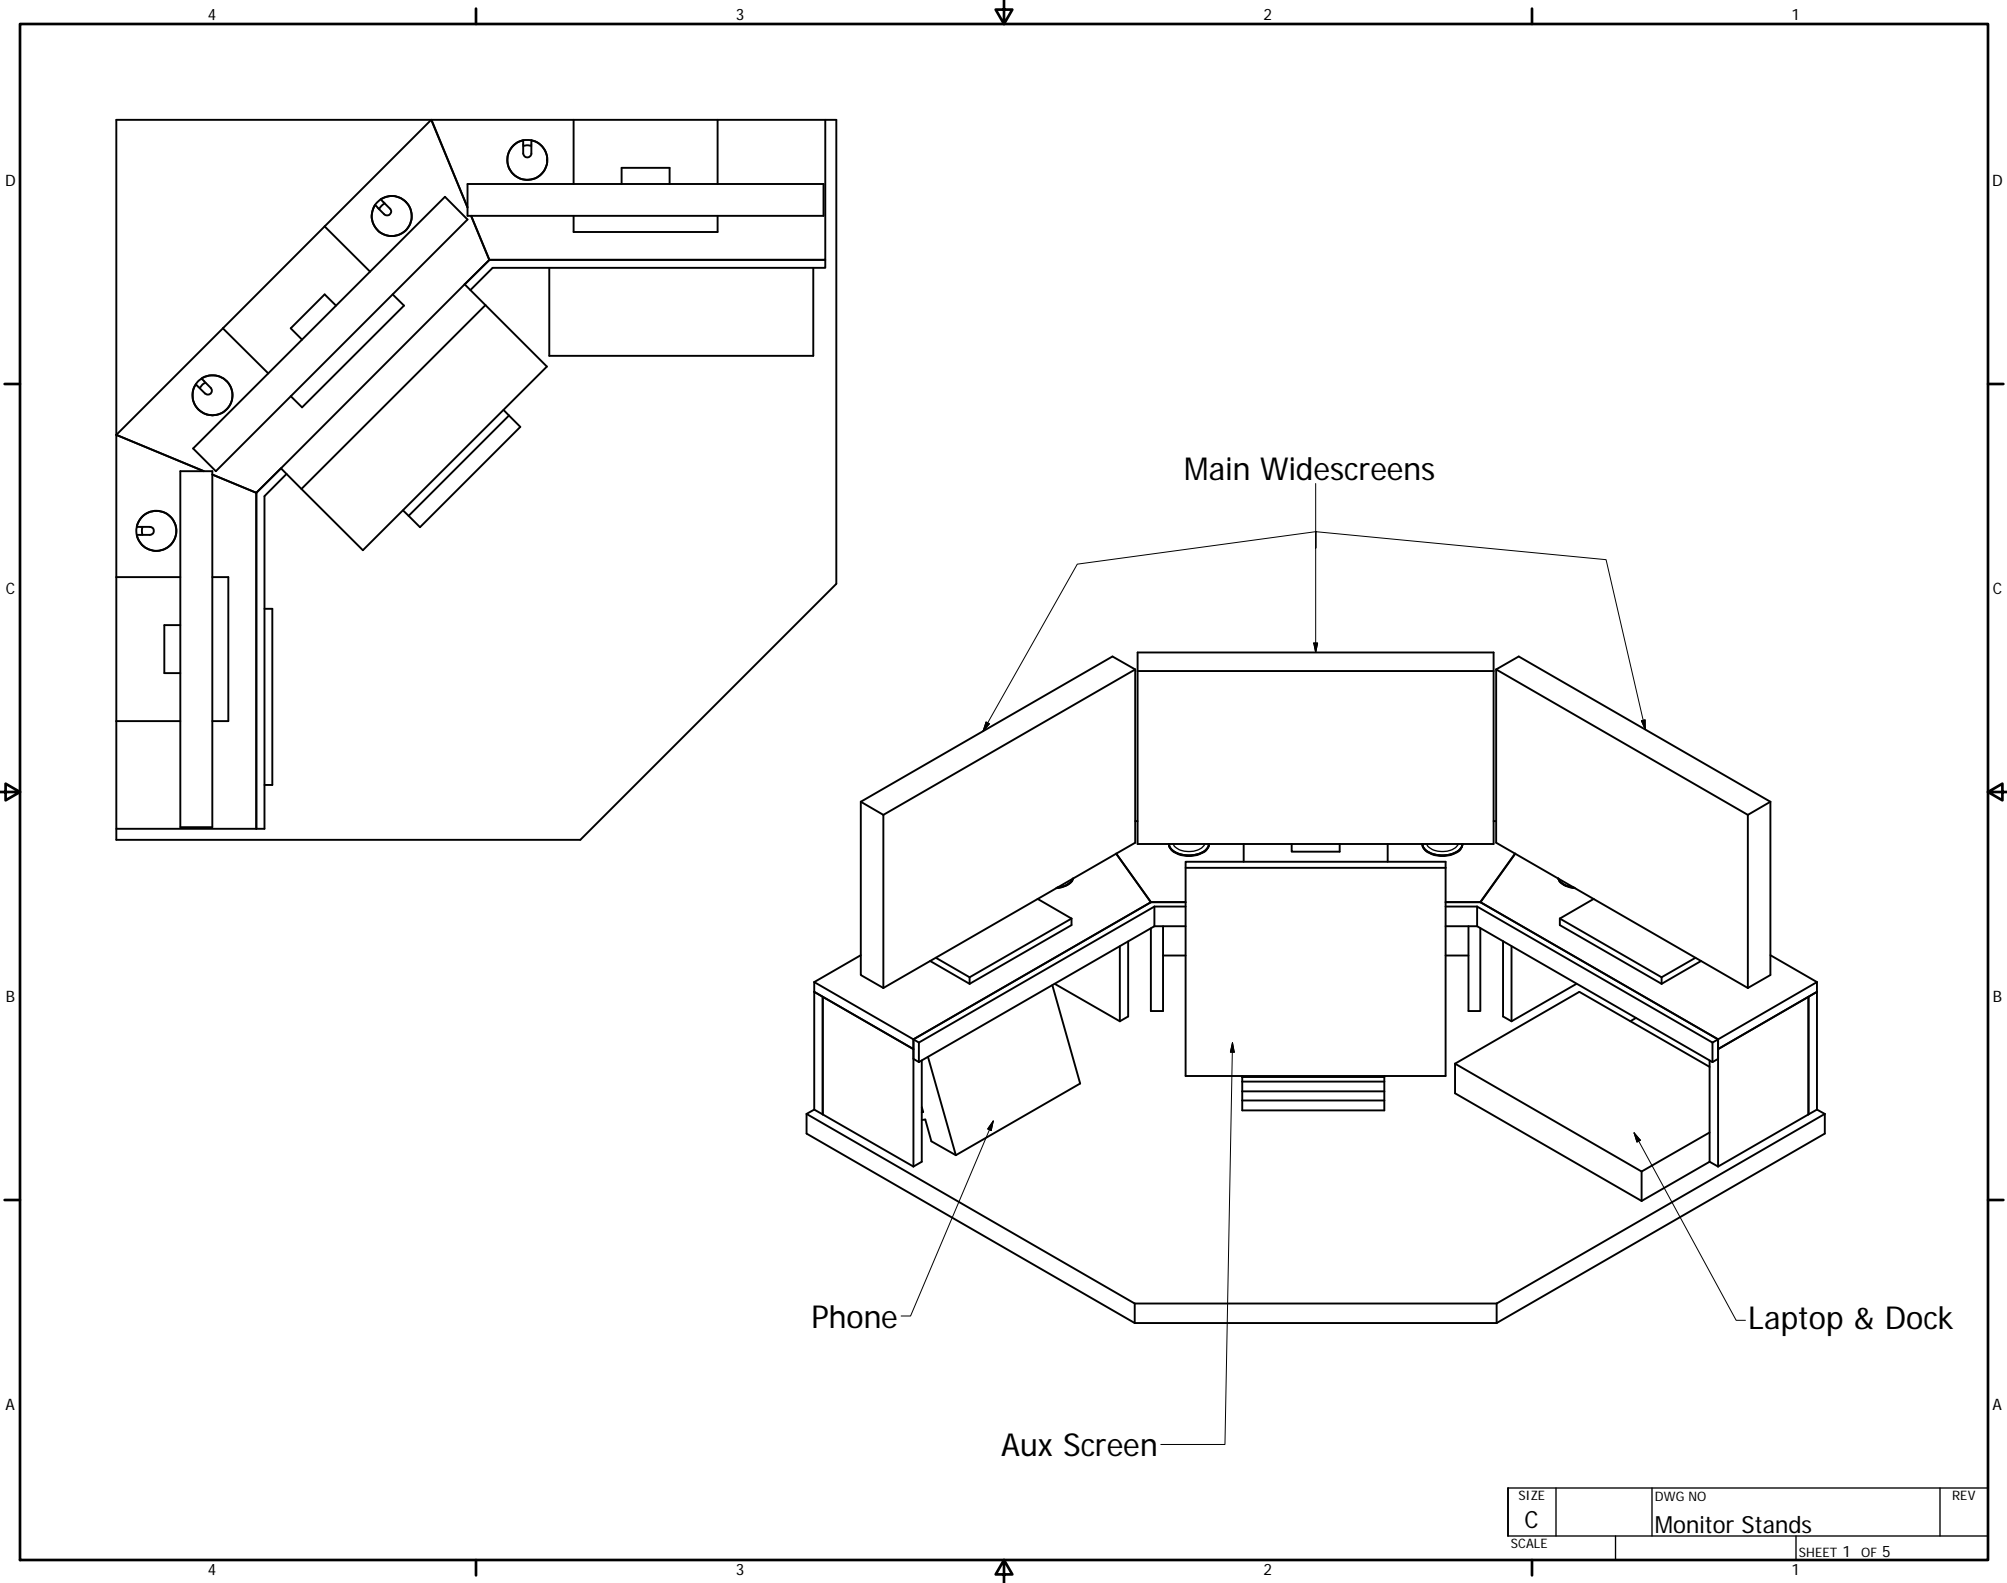 4 3 2 1
D D
Main Widescreens
C C
B B
Phone
Laptop & Dock
A A
Aux Screen
SIZE DWG NO REV
C Monitor Stands
SCALE
SHEET 1 OF 5
4 3 2 1